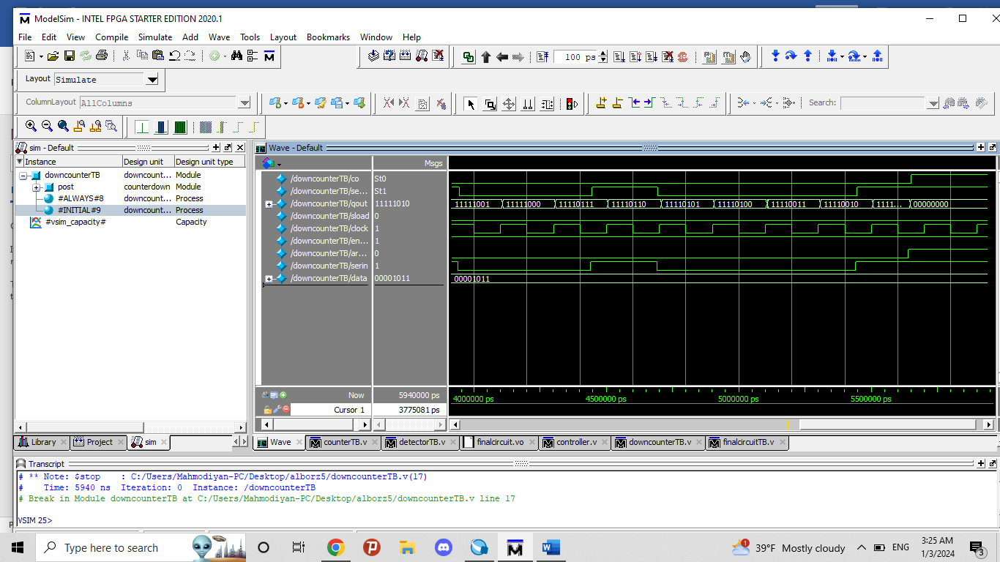 ModelSim - INTEL FPGA STARTER EDITION 2020.1
File Edit View Compile Simulate Add Wave Tools Layout Bookmarks Window Help
100 ps
Layout Simulate
ColumnLayout AllColumns
Search:
sim - Default
Instance Design unit Design unit type
downcounterTB downcount... Module
post counterdown Module
#ALWAYS#8 downcount... Process
#INITIAL#9 downcount... Process
#vsim_capacity# Capacity
Wave - Default
Msgs
/downcounterTB/co St0
/downcounterTB/se... St1
/downcounterTB/qout 11111010 11111001 11111000 11110111 11110110 11110101 11110100 11110011 11110010 1111... 00000000
/downcounterTB/sload 0
/downcounterTB/clock 1
/downcounterTB/en... 1
/downcounterTB/ar... 0
/downcounterTB/serin 1
/downcounterTB/data 00001011 00001011
Now 5940000 ps 4000000 ps 4500000 ps 5000000 ps 5500000 ps
Cursor 1 3775081 ps
Library Project sim
Wave counterTB.v detectorTB.v finalcircuit.vo controller.v downcounterTB.v finalcircuitTB.v
Transcript
# ** Note: $stop : C:/Users/Mahmodiyan-PC/Desktop/alborz5/downcounterTB.v(17)
# Time: 5940 ns Iteration: 0 Instance: /downcounterTB
# Break in Module downcounterTB at C:/Users/Mahmodiyan-PC/Desktop/alborz5/downcounterTB.v line 17
VSIM 25>
Type here to search
1
39°F Mostly cloudy
ENG
3:25 AM
1/3/2024
3